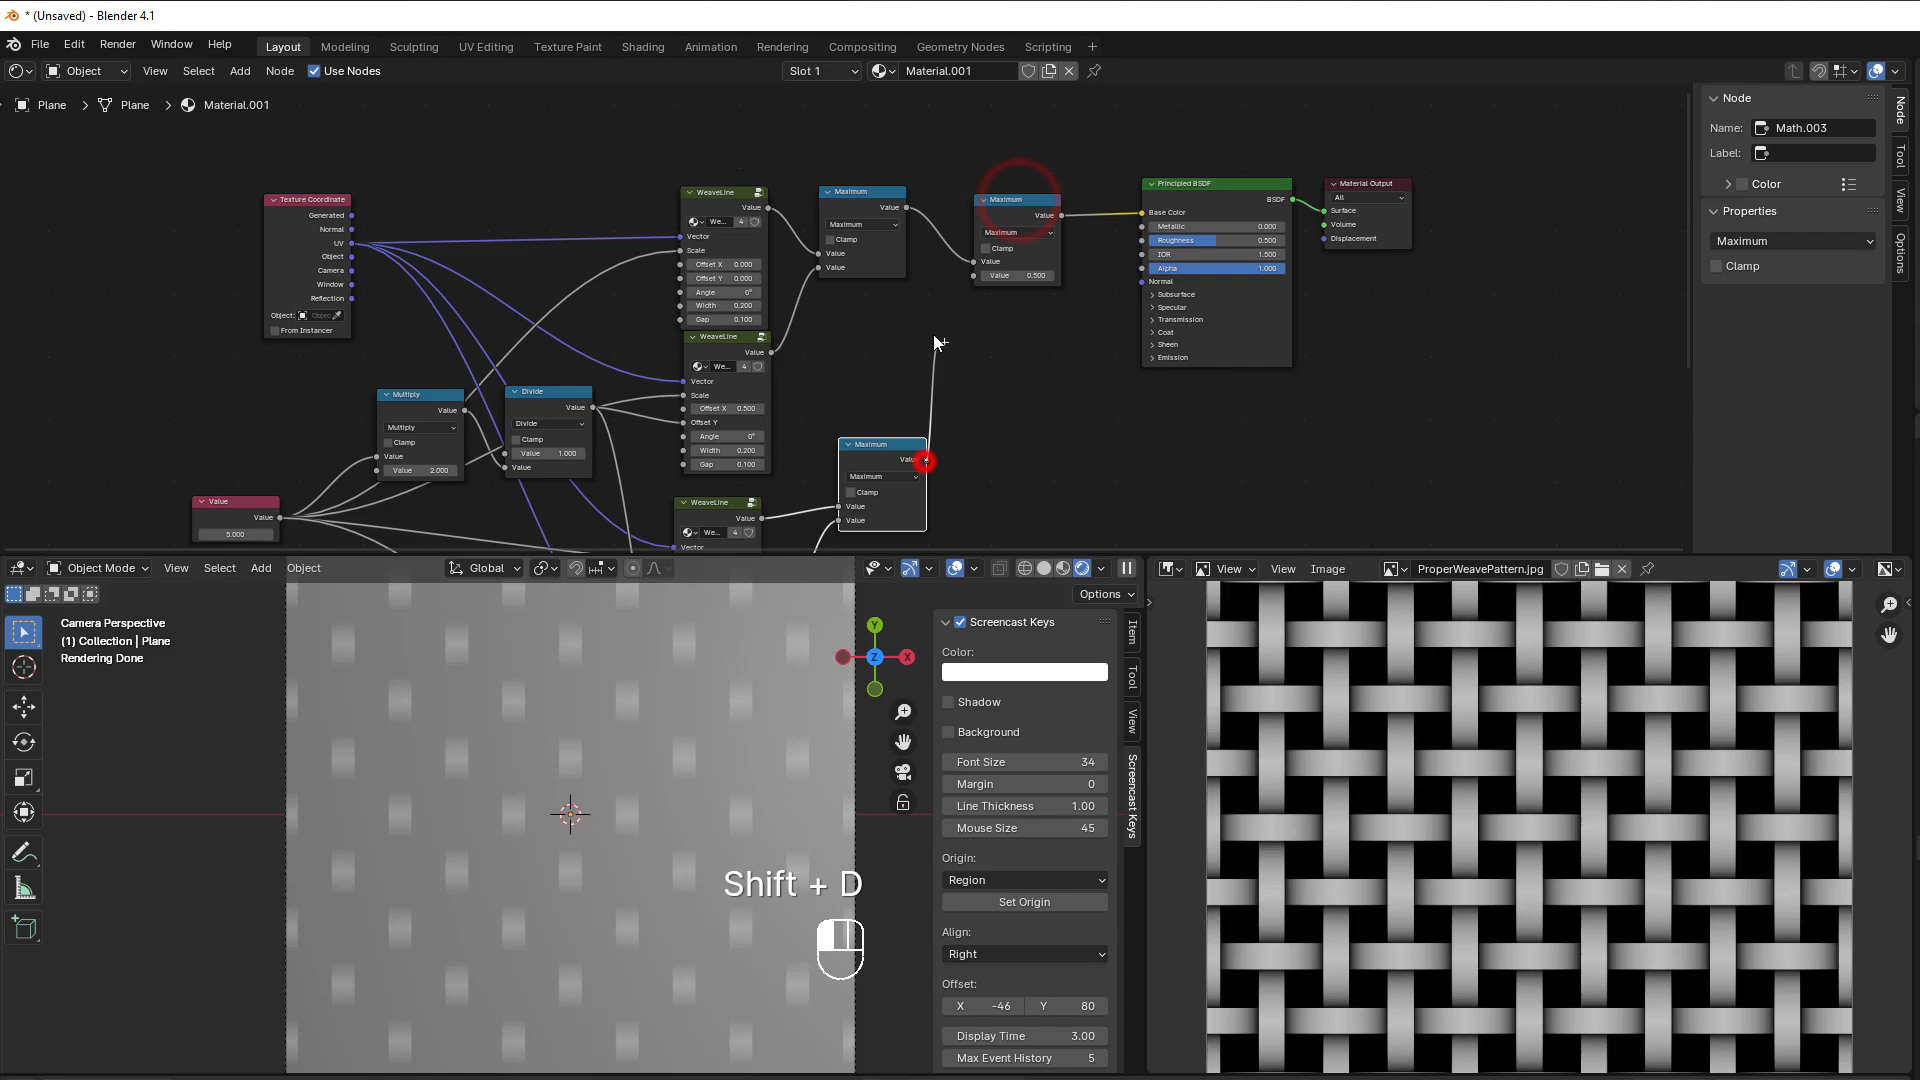 * (Unsaved) - Blender 4.1
File Edit Render Window Help Layout Modeling Sculpting UV Editing Texture Paint Shading Animation Rendering Compositing Geometry Nodes Scripting +
Object View Select Add Node Use Nodes Slot 1 Material.001
Plane > Plane > Material.001
Texture Coordinate
Generated
Normal
UV
Object
Camera
Window
Reflection
Object: Objec
From Instancer
Multiply
Value
Multiply
Clamp
Value
Value 2.000
Divide
Value
Divide
Clamp
Value 1.000
Value
Value
Value
5.000
WeaveLine
Value
We... 4
Vector
Scale
Offset X 0.000
Offset Y 0.000
Angle 0°
Width 0.200
Gap 0.100
WeaveLine
Value
We... 4
Vector
Scale
Offset X 0.500
Offset Y
Angle 0°
Width 0.200
Gap 0.100
WeaveLine
Value
We... 4
Vector
Maximum
Value
Maximum
Clamp
Value
Value
Maximum
Value
Maximum
Clamp
Value
Value
Maximum
Value
Maximum
Clamp
Value
Value 0.500
Principled BSDF
BSDF
Base Color
Metallic 0.000
Roughness 0.500
IOR 1.500
Alpha 1.000
Normal
Subsurface
Specular
Transmission
Coat
Sheen
Emission
Material Output
All
Surface
Volume
Displacement
Node
Name: Math.003
Label:
Color
Properties
Maximum
Clamp
Node
Tool
View
Options
Object Mode View Select Add Object Global
Options
Camera Perspective
(1) Collection | Plane
Rendering Done
Y
Z
X
Shift + D
Screencast Keys
Color:
Shadow
Background
Font Size 34
Margin 0
Line Thickness 1.00
Mouse Size 45
Origin:
Region
Set Origin
Align:
Right
Offset:
X -46 Y 80
Display Time 3.00
Max Event History 5
Item
Tool
View
Screencast Keys
View View Image ProperWeavePattern.jpg